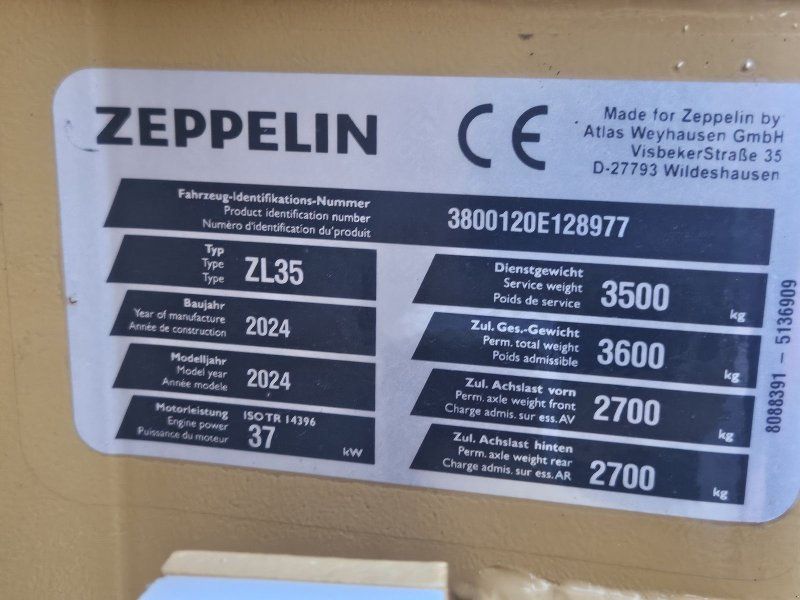 ZEPPELIN
CE
Made for Zeppelin by
Atlas Weyhausen GmbH
VisbekerStraße 35
D-27793 Wildeshausen
Fahrzeug-Identifikations-Nummer
Product identification number
Numéro d'identification du'produit
3800120E128977
Typ
Type
Type
ZL35
Baujahr
Year of manufacture
Année de construction
2024
Modelljahr
Model year
Année modele
2024
Motorleistung
Engine power
Puissance du moteur
ISO TR 14396
37
kW
Dienstgewicht
Service weight
Poids de service
3500
kg
Zul. Ges.-Gewicht
Perm. total weight
Poids admissible
3600
kg
Zul. Achslast vorn
Perm. axle weight front
Charge admis. sur ess. AV
2700
kg
Zul. Achslast hinten
Perm. axle weight rear
Charge admis. sur ess. AR
2700
kg
8088391 – 5136909